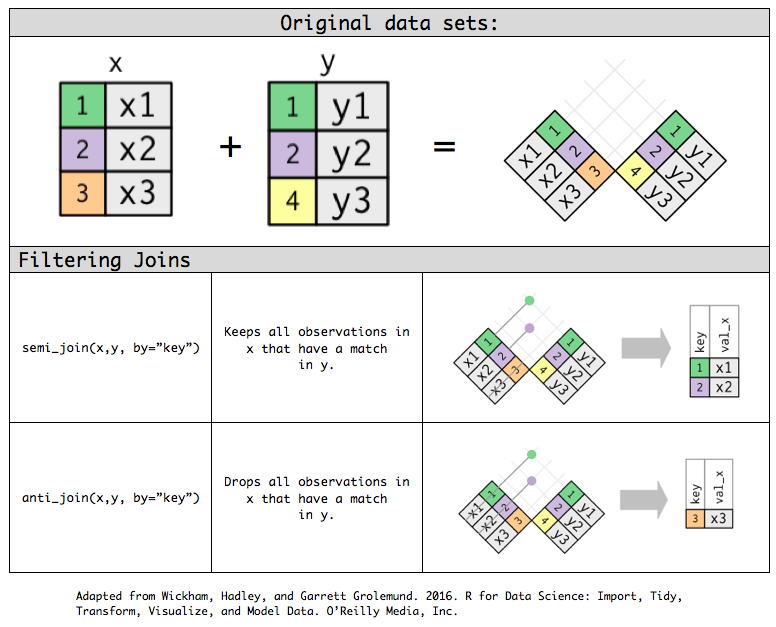 Original data sets:
x
y
1 x1
2 x2
3 x3
+
1 y1
2 y2
4 y3
=
1 x1
2 x2
3 x3
1 y1
2 y2
4 y3
Filtering Joins
semi_join(x,y, by=”key”)
Keeps all observations in
x that have a match
in y.
1 x1
2 x2
3 x3
1 y1
2 y2
4 y3
key val_x
1 x1
2 x2
anti_join(x,y, by=”key”)
Drops all observations in
x that have a match
in y.
1 x1
2 x2
3 x3
1 y1
2 y2
4 y3
key val_x
3 x3
Adapted from Wickham, Hadley, and Garrett Grolemund. 2016. R for Data Science: Import, Tidy,
Transform, Visualize, and Model Data. O’Reilly Media, Inc.